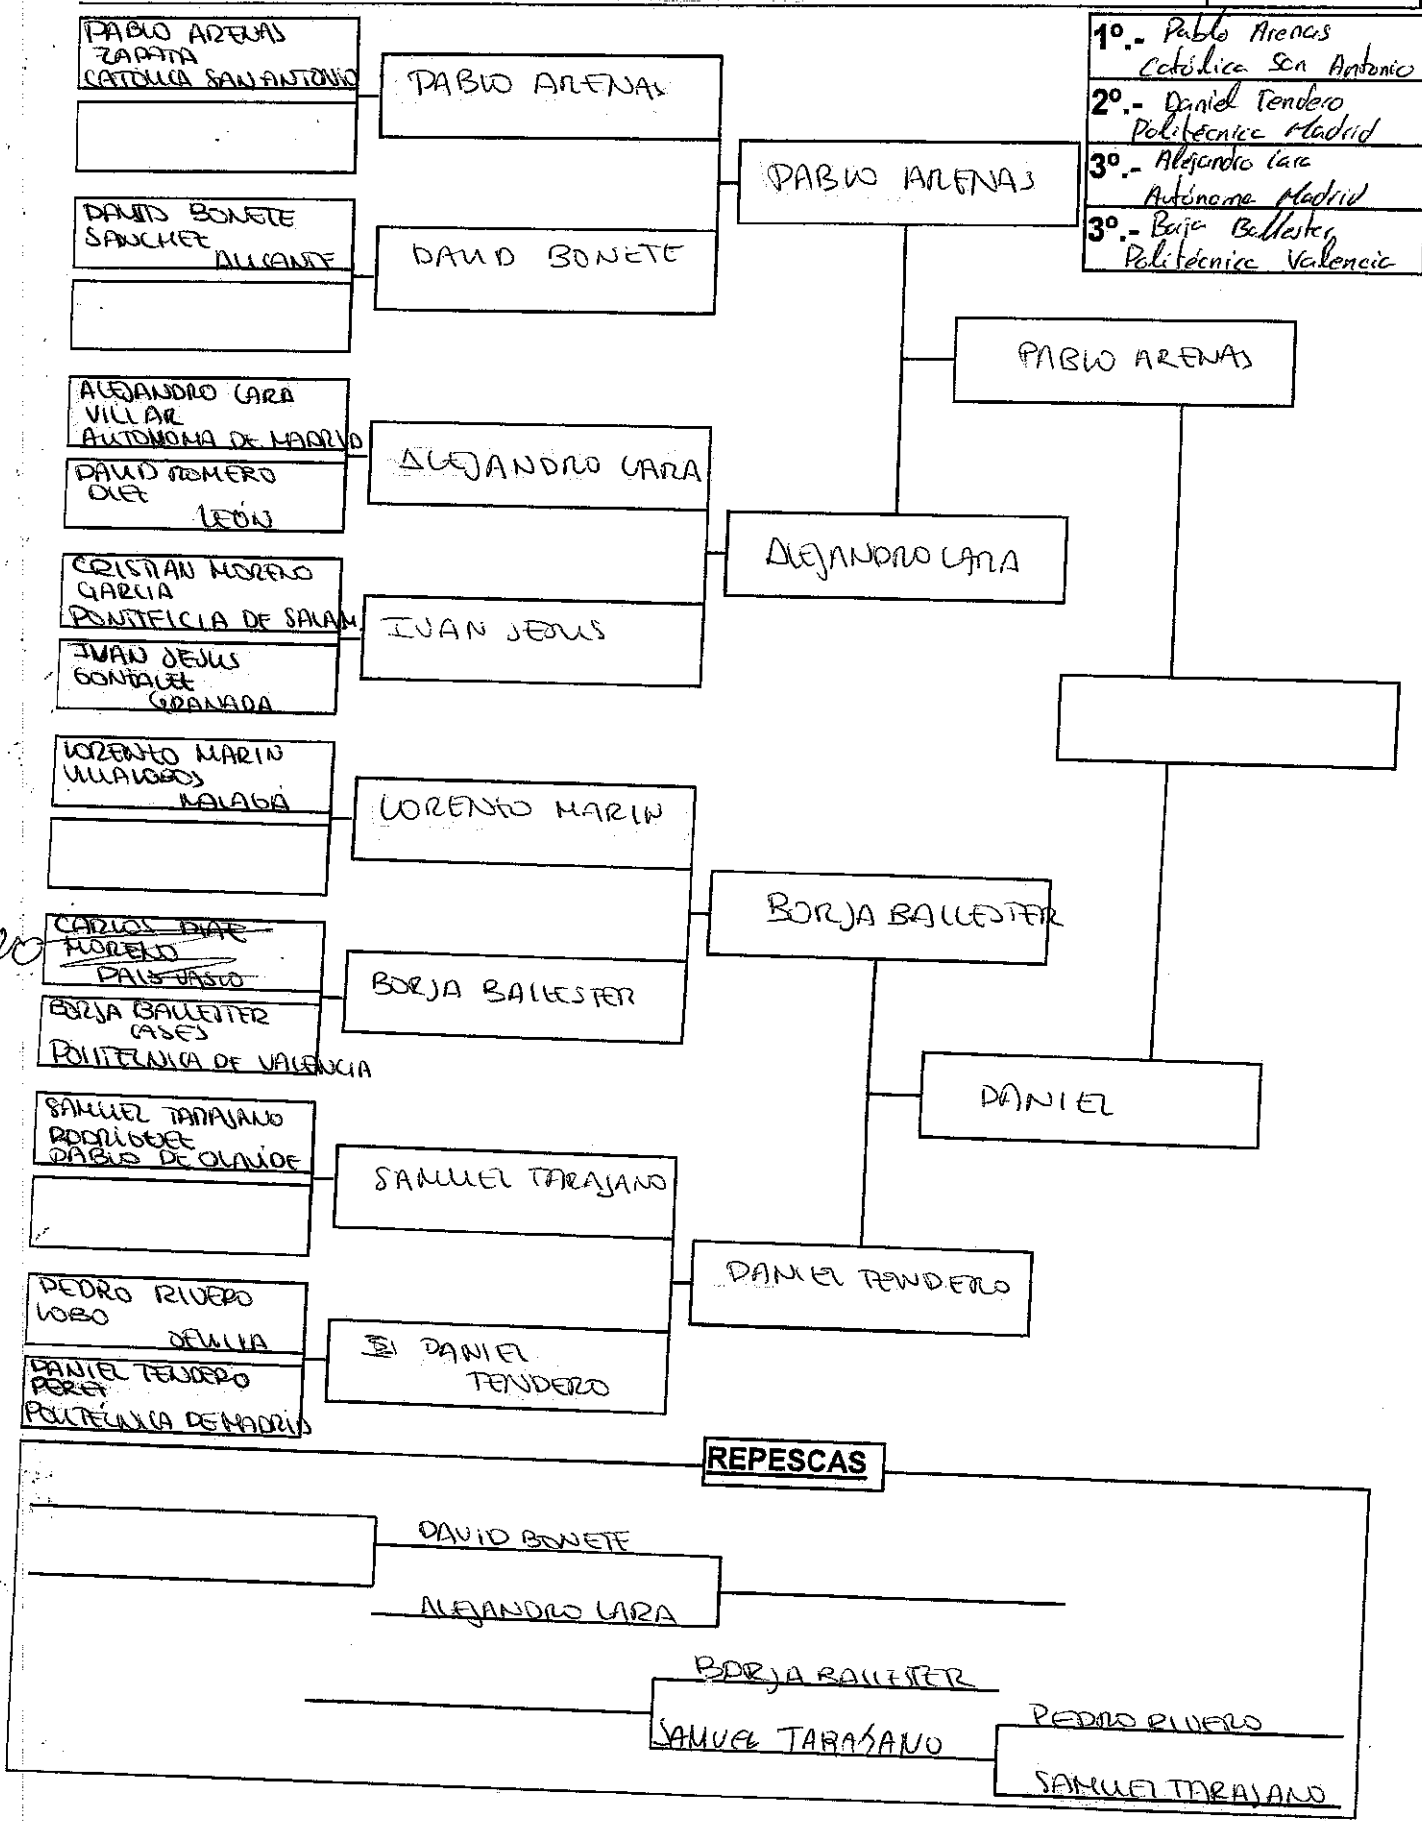 PABLO ARENAS
ZAPATA
CATOLICA SAN ANTONIO
DAVID BONETE
SANCHEZ
ALICANTE
ALEJANDRO LARA
VILLAR
AUTONOMA DE MADRID
DAVID ROMERO
DIEZ
LEÓN
CRISTIAN MORENO
GARCIA
PONITFICIA DE SALAM.
IVAN JESUS
GONZALEZ
GRANADA
LORENZO MARIN
VILLALOBOS
MALAGA
CARLOS DIAZ
MORENO
PAIS VASCO
BORJA BALLESTER
CASES
POLITECNICA DE VALENCIA
SAMUEL TARAJANO
RODRIGUEZ
PABLO DE OLAVIDE
PEDRO RIVERO
LOBO
SEVILLA
DANIEL TENDERO
PEREZ
POLITÉCNICA DE MADRID
PABLO ARENAS
DAVID BONETE
ALEJANDRO LARA
IVAN JESUS
LORENZO MARIN
BORJA BALLESTER
SAMUEL TARAJANO
DANIEL
TENDERO
PABLO ARENAS
ALEJANDRO LARA
BORJA BALLESTER
DANIEL TENDERO
PABLO ARENAS
DANIEL
1º.- Pablo Arenas
Católica San Antonio
2º.- Daniel Tendero
Politécnica Madrid
3º.- Alejandro Lara
Autónoma Madrid
3º.- Borja Ballester
Politécnica Valencia
REPESCAS
DAVID BONETE
ALEJANDRO LARA
BORJA BALLESTER
SAMUEL TARAJANO
PEDRO RIVERO
SAMUEL TARAJANO